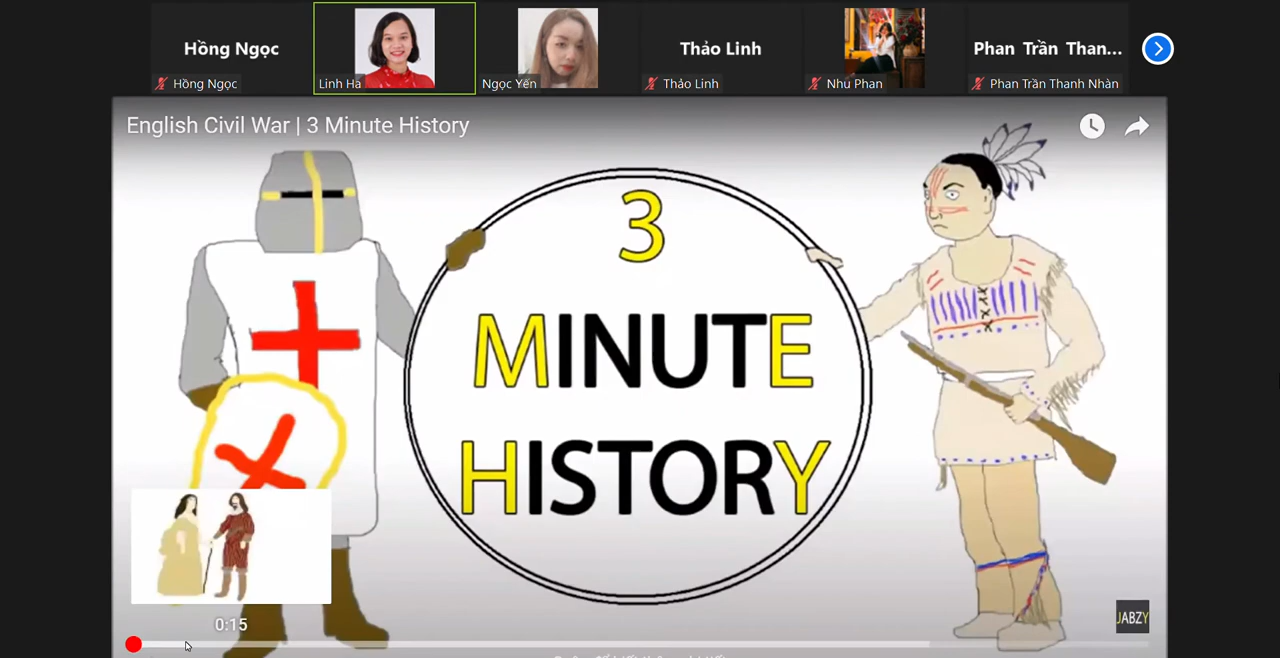 Hồng Ngọc
Thảo Linh
Phan Trần Than...
Hồng Ngọc
Linh Ha
Ngọc Yến
Thảo Linh
Như Phan
Phan Trần Thanh Nhàn
English Civil War | 3 Minute History
3
MINUTE
HISTORY
0:15
JABZY